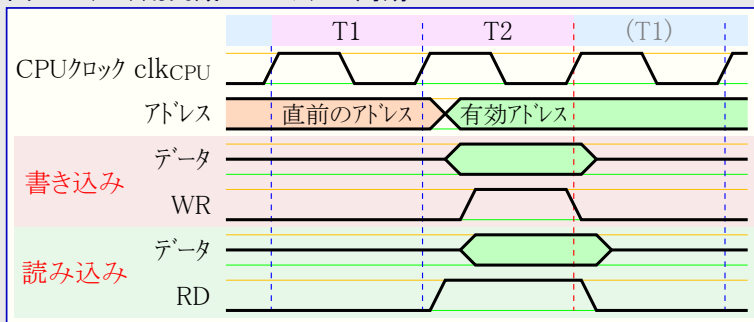 T1 T2 (T1)
CPUクロック clkCPU
アドレス 直前のアドレス 有効アドレス
書き込み
データ
WR
読み込み
データ
RD